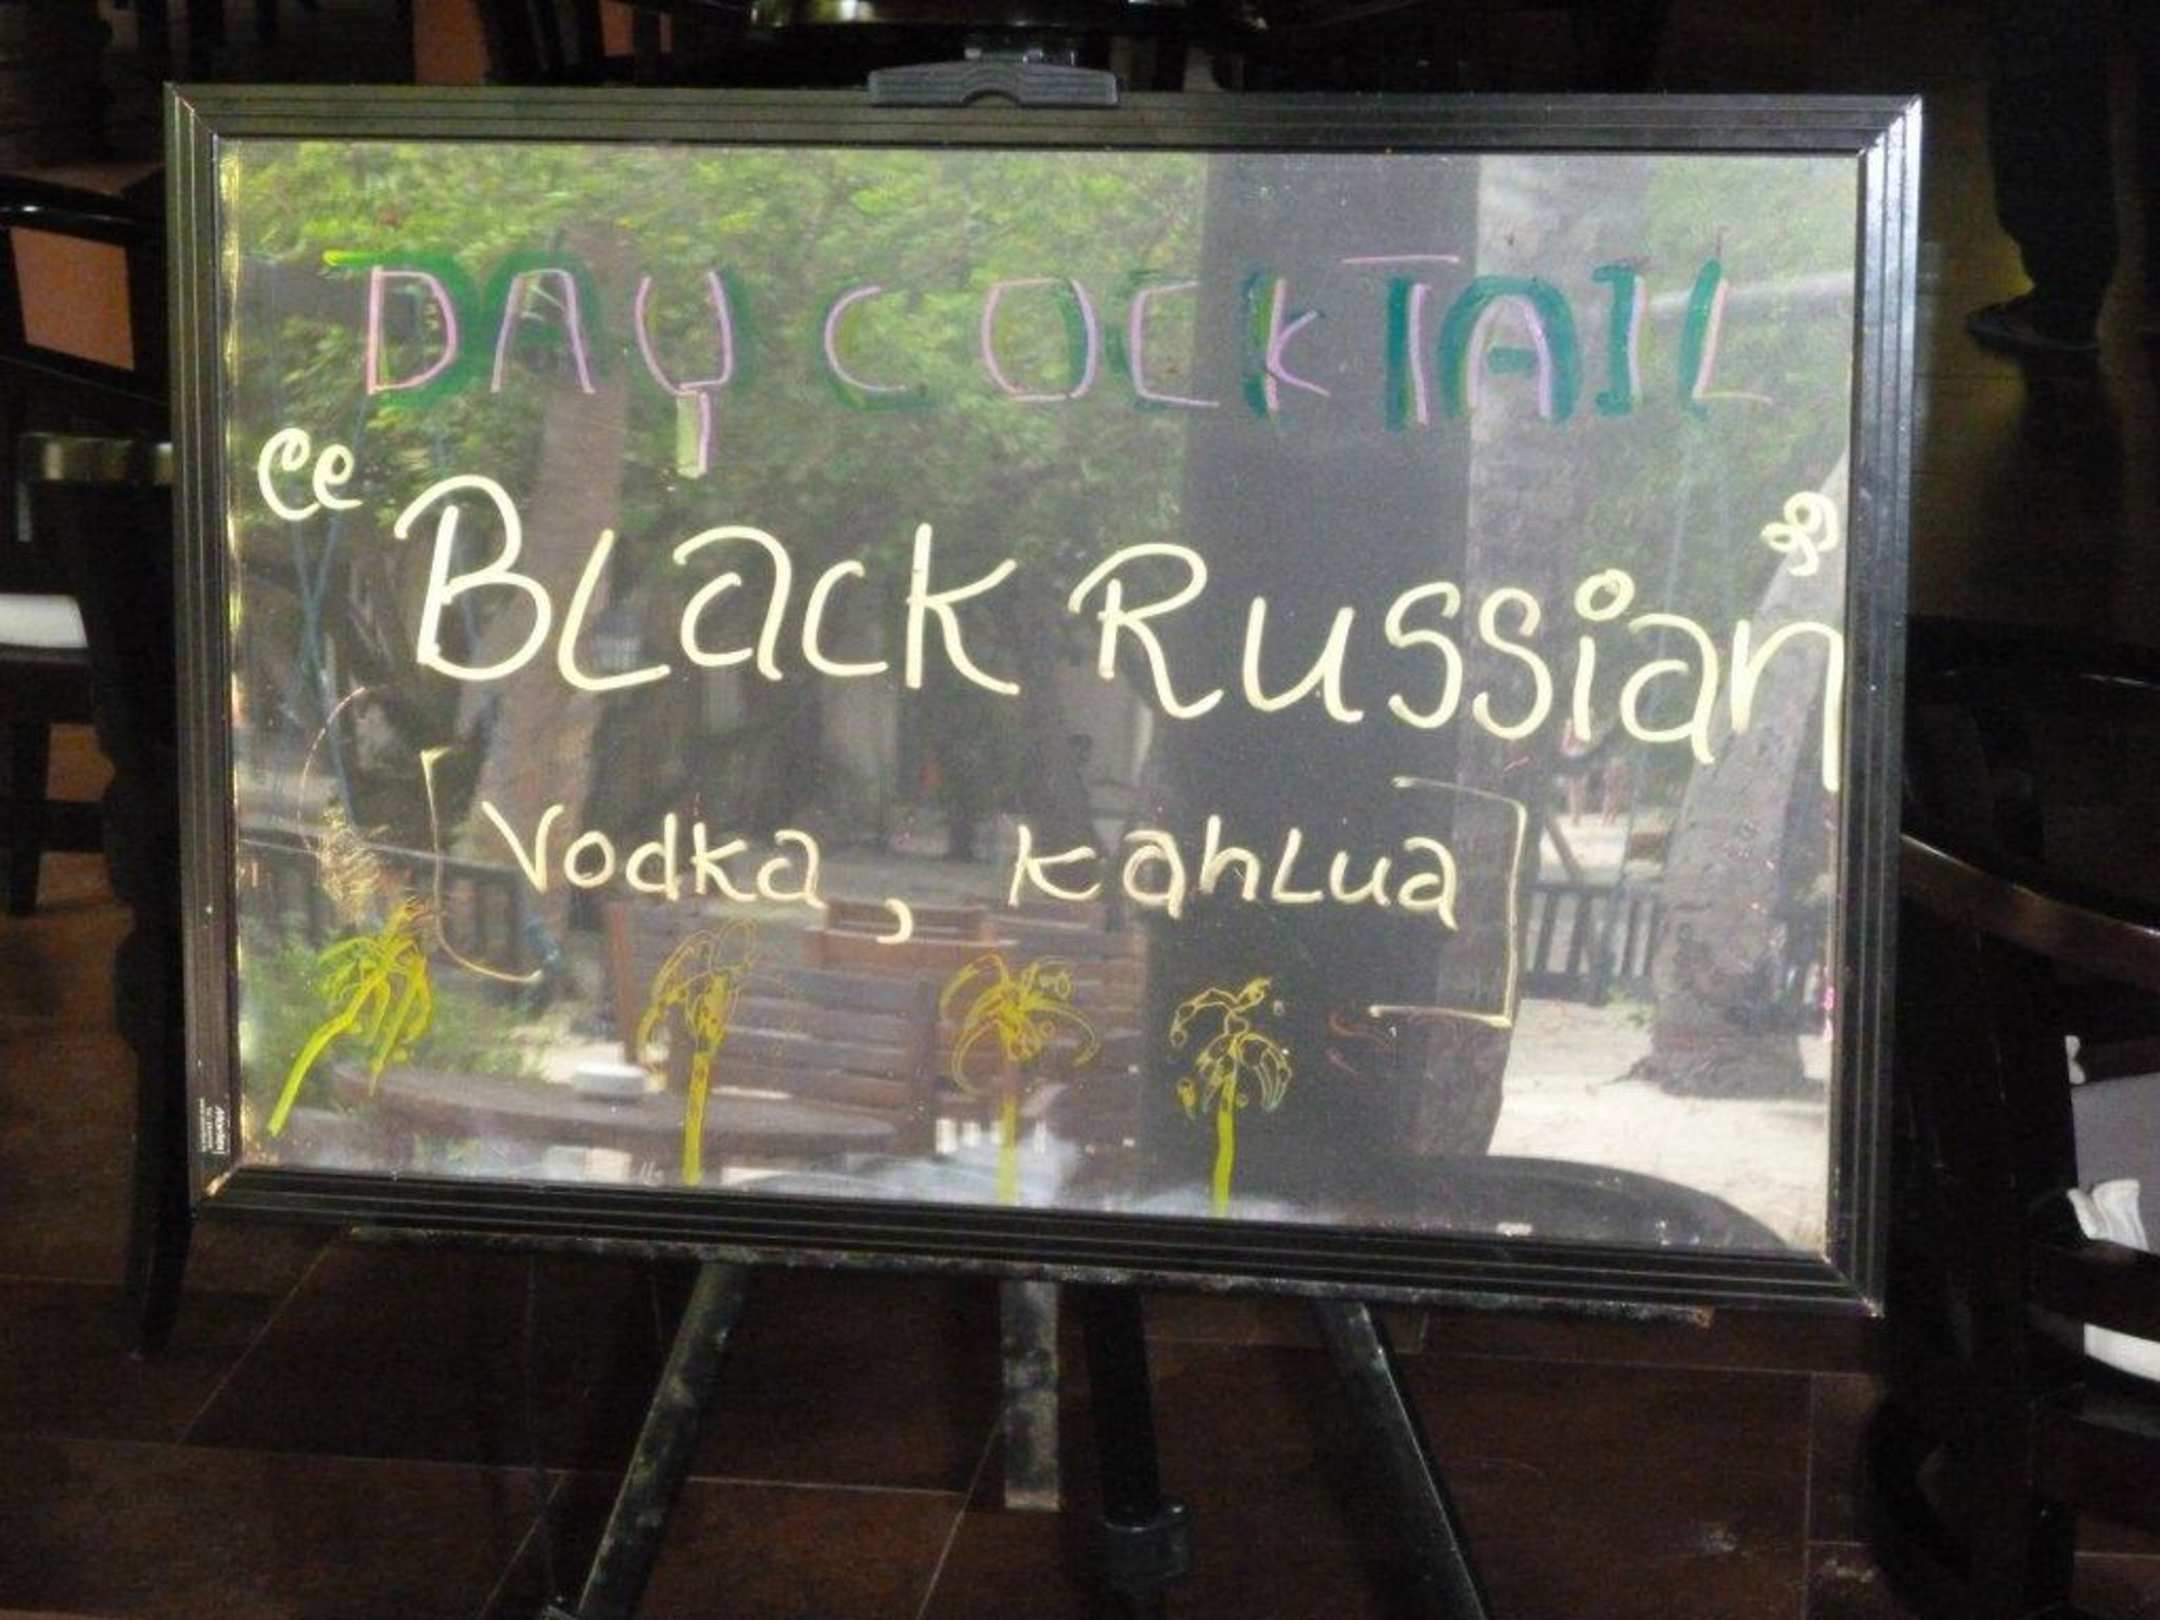 DAY COCKTAIL
"BLack Russian"
[Vodka, kahLua]